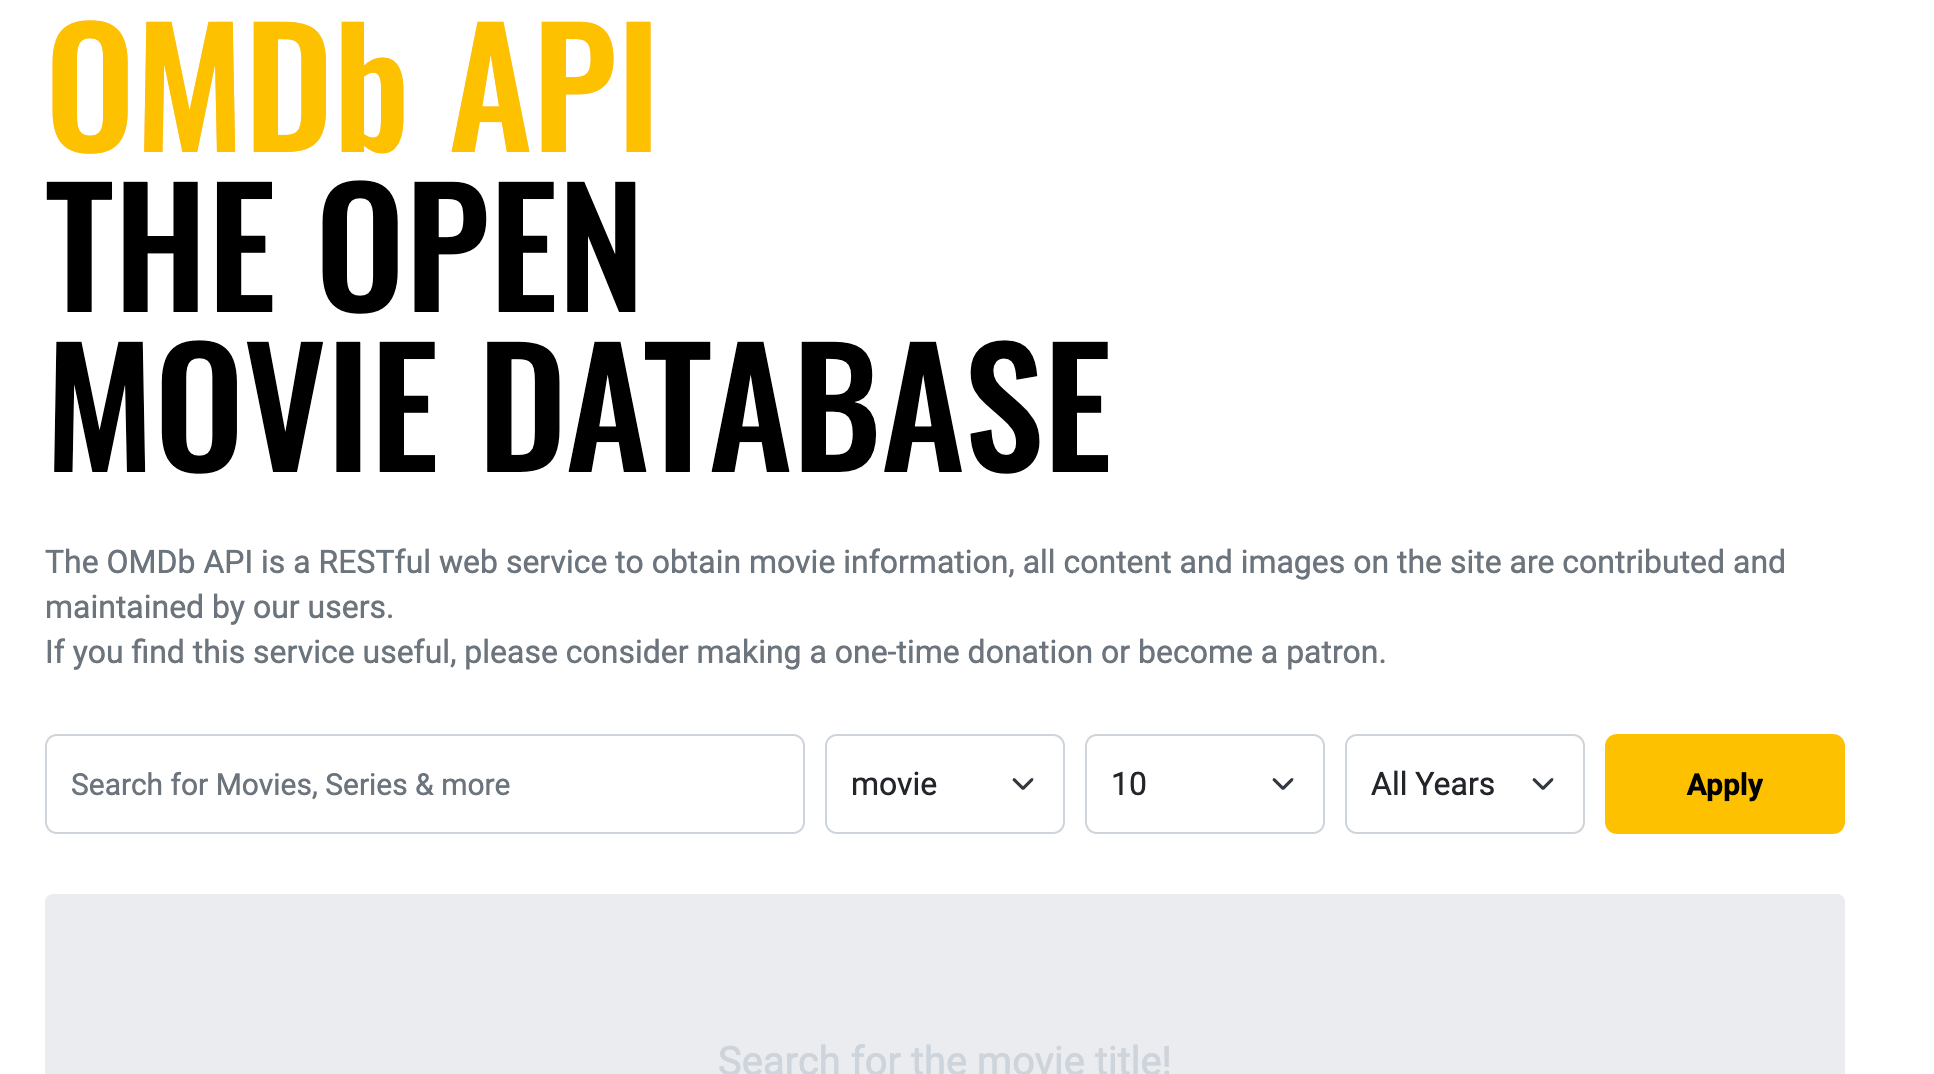 OMDb API
THE OPEN
MOVIE DATABASE
The OMDb API is a RESTful web service to obtain movie information, all content and images on the site are contributed and
maintained by our users.
If you find this service useful, please consider making a one-time donation or become a patron.
Search for Movies, Series & more
movie
10
All Years
Apply
Search for the movie title!